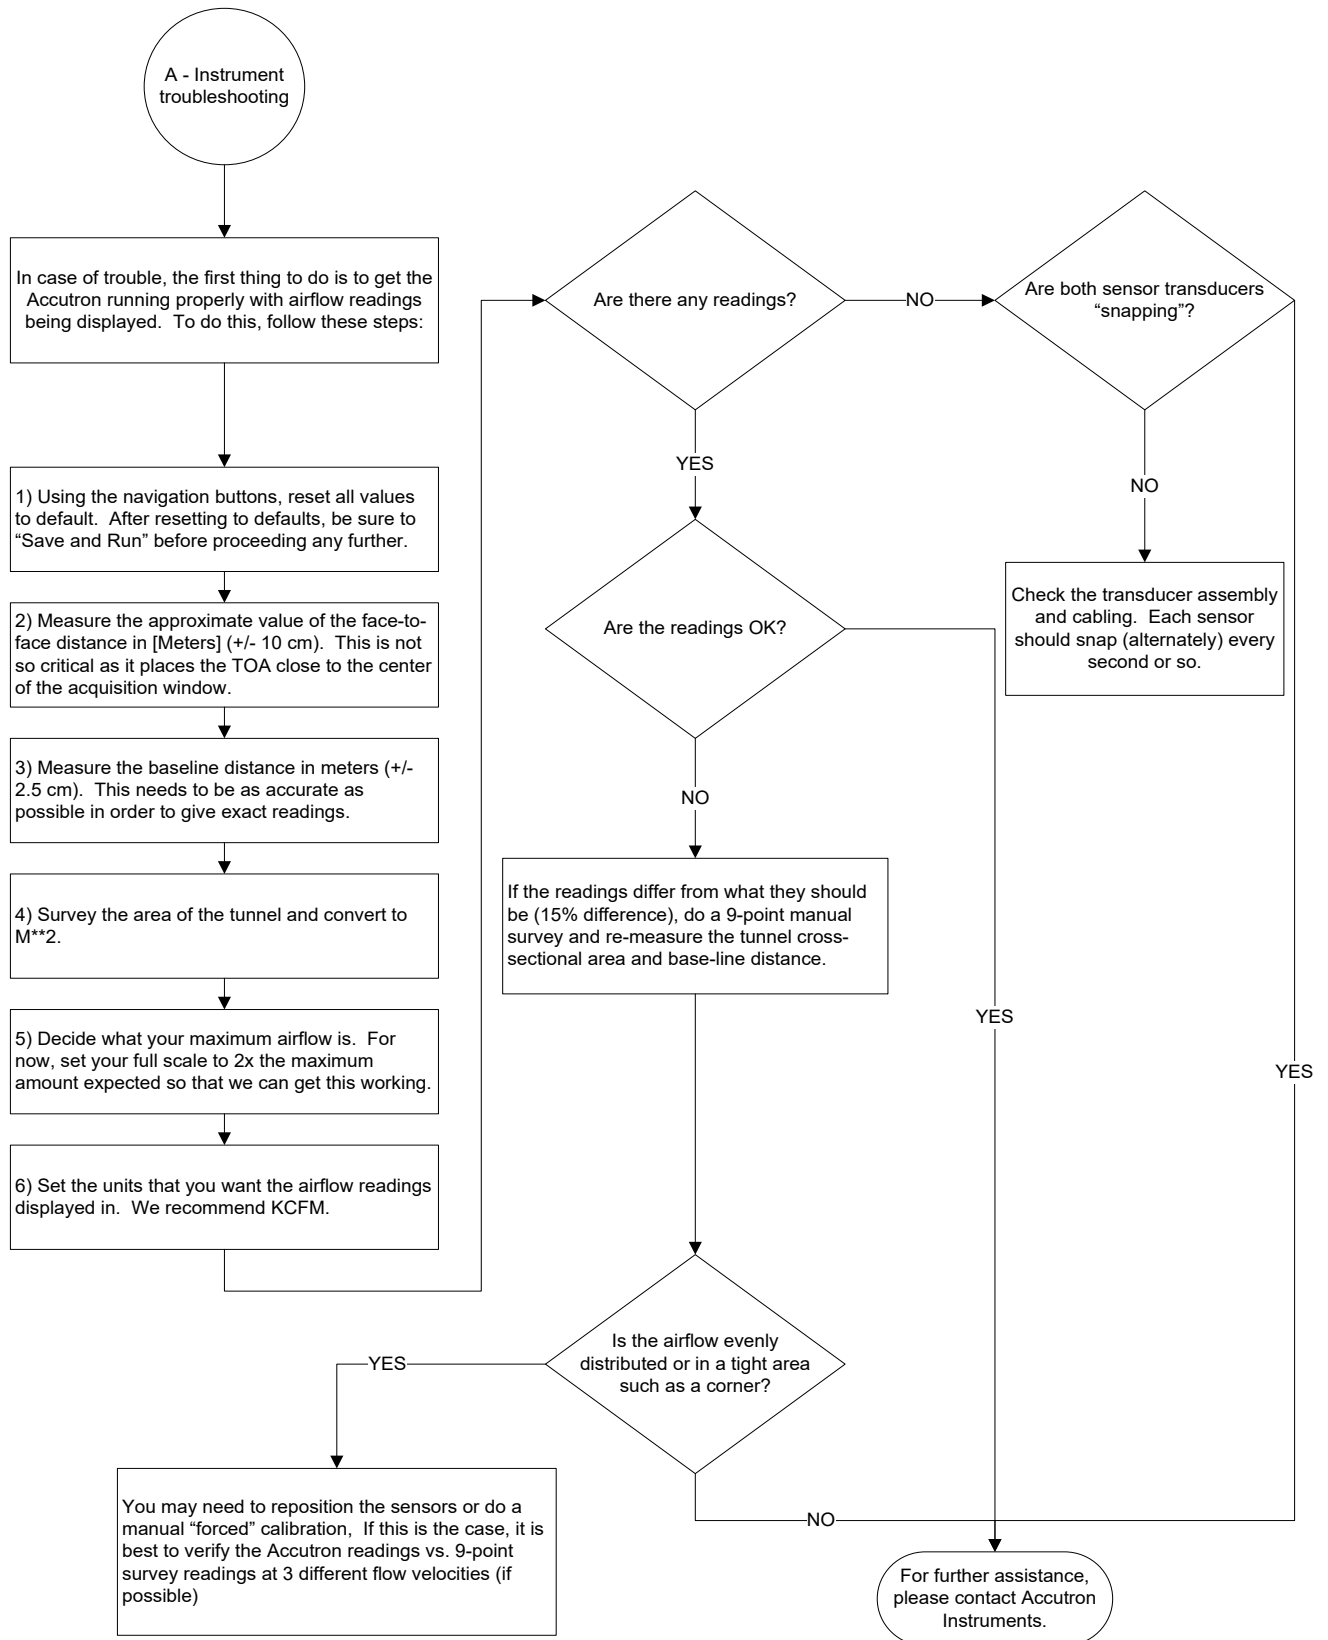 A - Instrument
troubleshooting
In case of trouble, the first thing to do is to get the
Accutron running properly with airflow readings
being displayed.  To do this, follow these steps:
1) Using the navigation buttons, reset all values
to default.  After resetting to defaults, be sure to
“Save and Run” before proceeding any further.
2) Measure the approximate value of the face-to-
face distance in [Meters] (+/- 10 cm).  This is not
so critical as it places the TOA close to the center
of the acquisition window.
3) Measure the baseline distance in meters (+/-
2.5 cm).  This needs to be as accurate as
possible in order to give exact readings.
4) Survey the area of the tunnel and convert to
M**2.
5) Decide what your maximum airflow is.  For
now, set your full scale to 2x the maximum
amount expected so that we can get this working.
6) Set the units that you want the airflow readings
displayed in.  We recommend KCFM.
Are there any readings?
NO
Are both sensor transducers
“snapping”?
YES
NO
Check the transducer assembly
and cabling.  Each sensor
should snap (alternately) every
second or so.
Are the readings OK?
NO
If the readings differ from what they should
be (15% difference), do a 9-point manual
survey and re-measure the tunnel cross-
sectional area and base-line distance.
YES
YES
Is the airflow evenly
distributed or in a tight area
such as a corner?
YES
You may need to reposition the sensors or do a
manual “forced” calibration,  If this is the case, it is
best to verify the Accutron readings vs. 9-point
survey readings at 3 different flow velocities (if
possible)
NO
For further assistance,
please contact Accutron
Instruments.